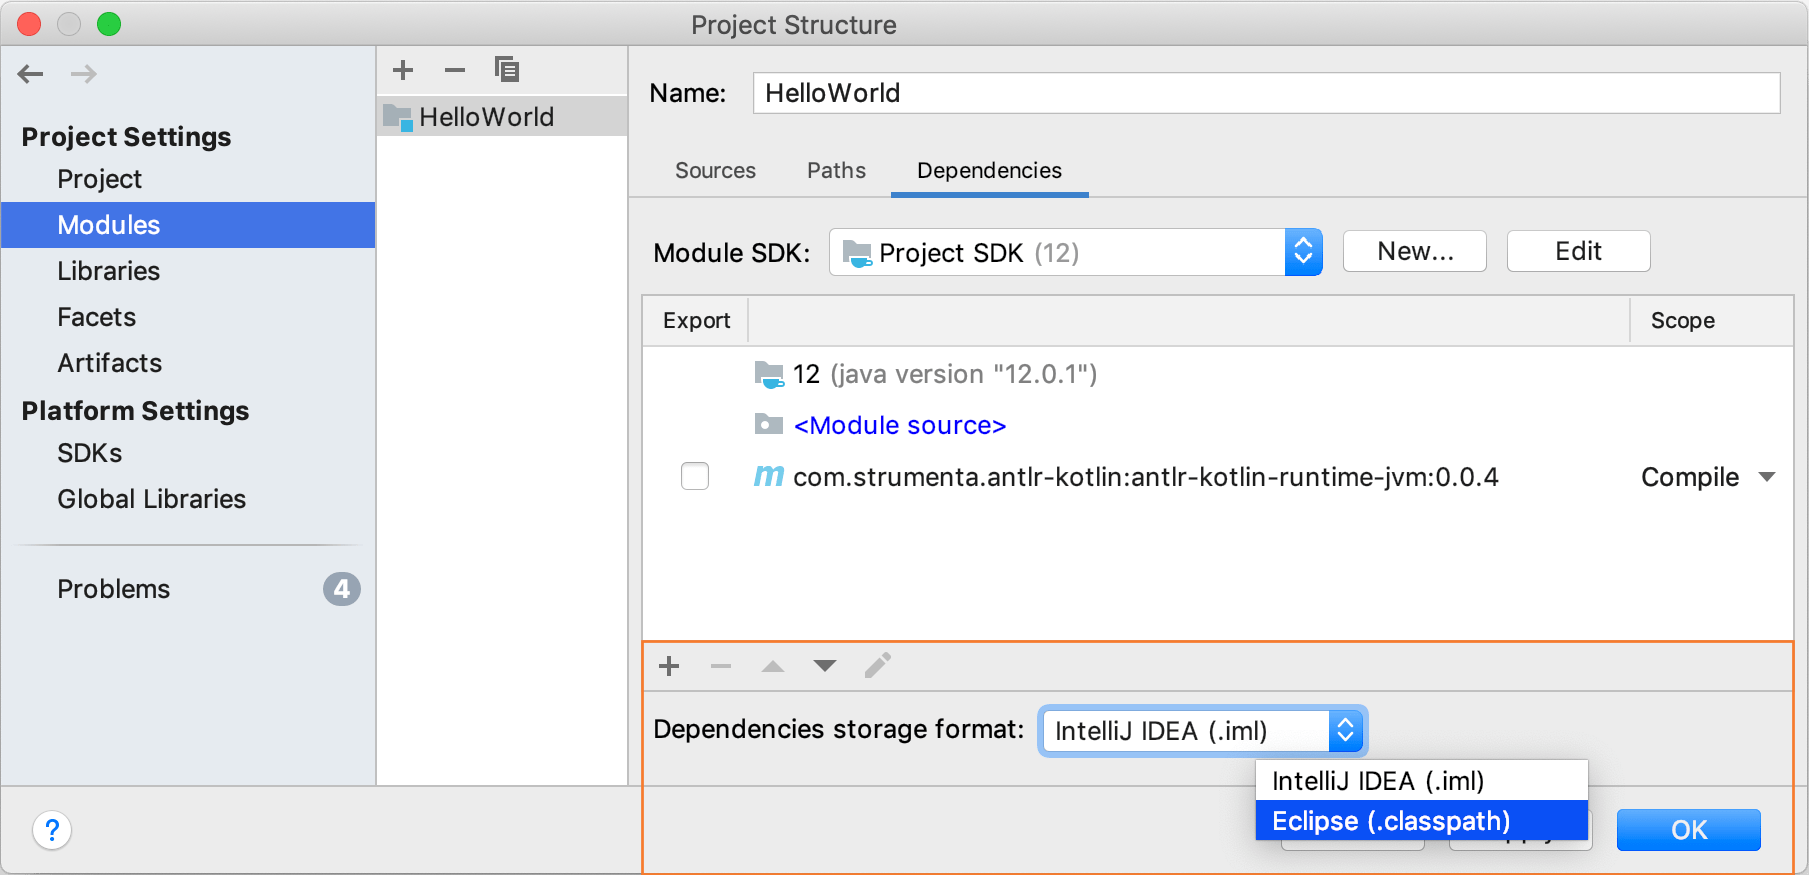 Project Structure
Project Settings
Project
Modules
Libraries
Facets
Artifacts
Platform Settings
SDKs
Global Libraries
Problems 4
?
HelloWorld
Name: HelloWorld
Sources Paths Dependencies
Module SDK: Project SDK (12) New... Edit
Export Scope
12 (java version "12.0.1")
<Module source>
m com.strumenta.antlr-kotlin:antlr-kotlin-runtime-jvm:0.0.4 Compile
Dependencies storage format: IntelliJ IDEA (.iml)
IntelliJ IDEA (.iml)
Eclipse (.classpath)
OK